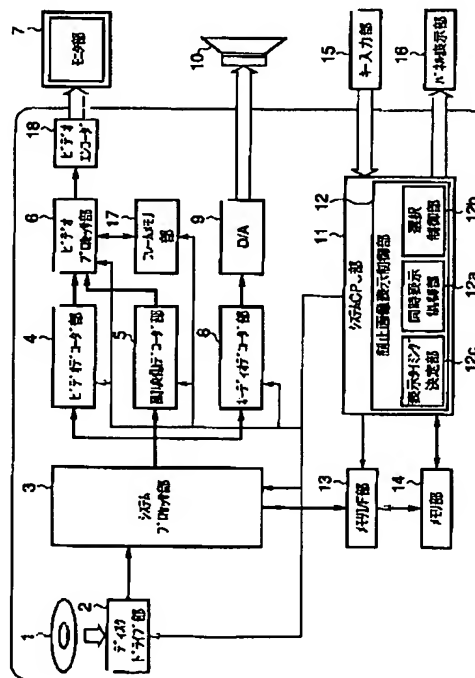 1
2
ディスク
ドライブ部
3
システム
プロセッサ部
4
ビデオデコーダ部
5
副映像デコーダ部
8
オーディオデコーダ部
6
ビデオ
プロセッサ部
17
フレームメモリ
部
9
D/A
18
ビデオ
エンコーダ
7
モニタ部
10
13
14
メモリ部
11
システムCPU部
12
静止画像表示制御部
12c
表示タイミング
決定部
12a
同時表示
制御部
12b
選択
制御部
15
キー入力部
16
パネル表示部